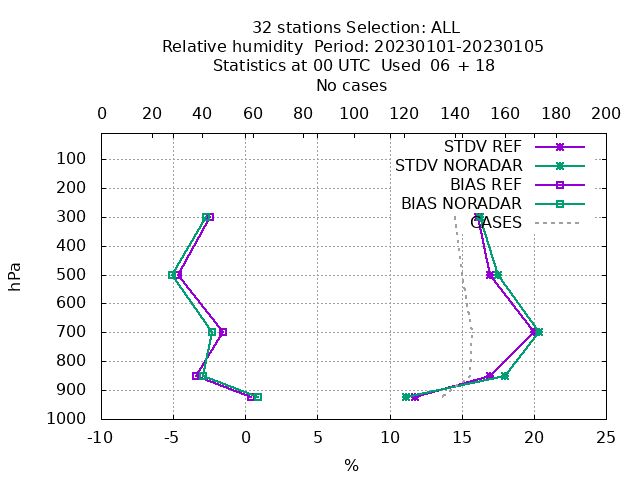 32 stations Selection: ALL
Relative humidity  Period: 20230101-20230105
Statistics at 00 UTC  Used  06 + 18
No cases
0 20 40 60 80 100 120 140 160 180 200
STDV REF
STDV NORADAR
BIAS REF
BIAS NORADAR
CASES
100
200
300
400
500
600
700
800
900
1000
hPa
-10 -5 0 5 10 15 20 25
%